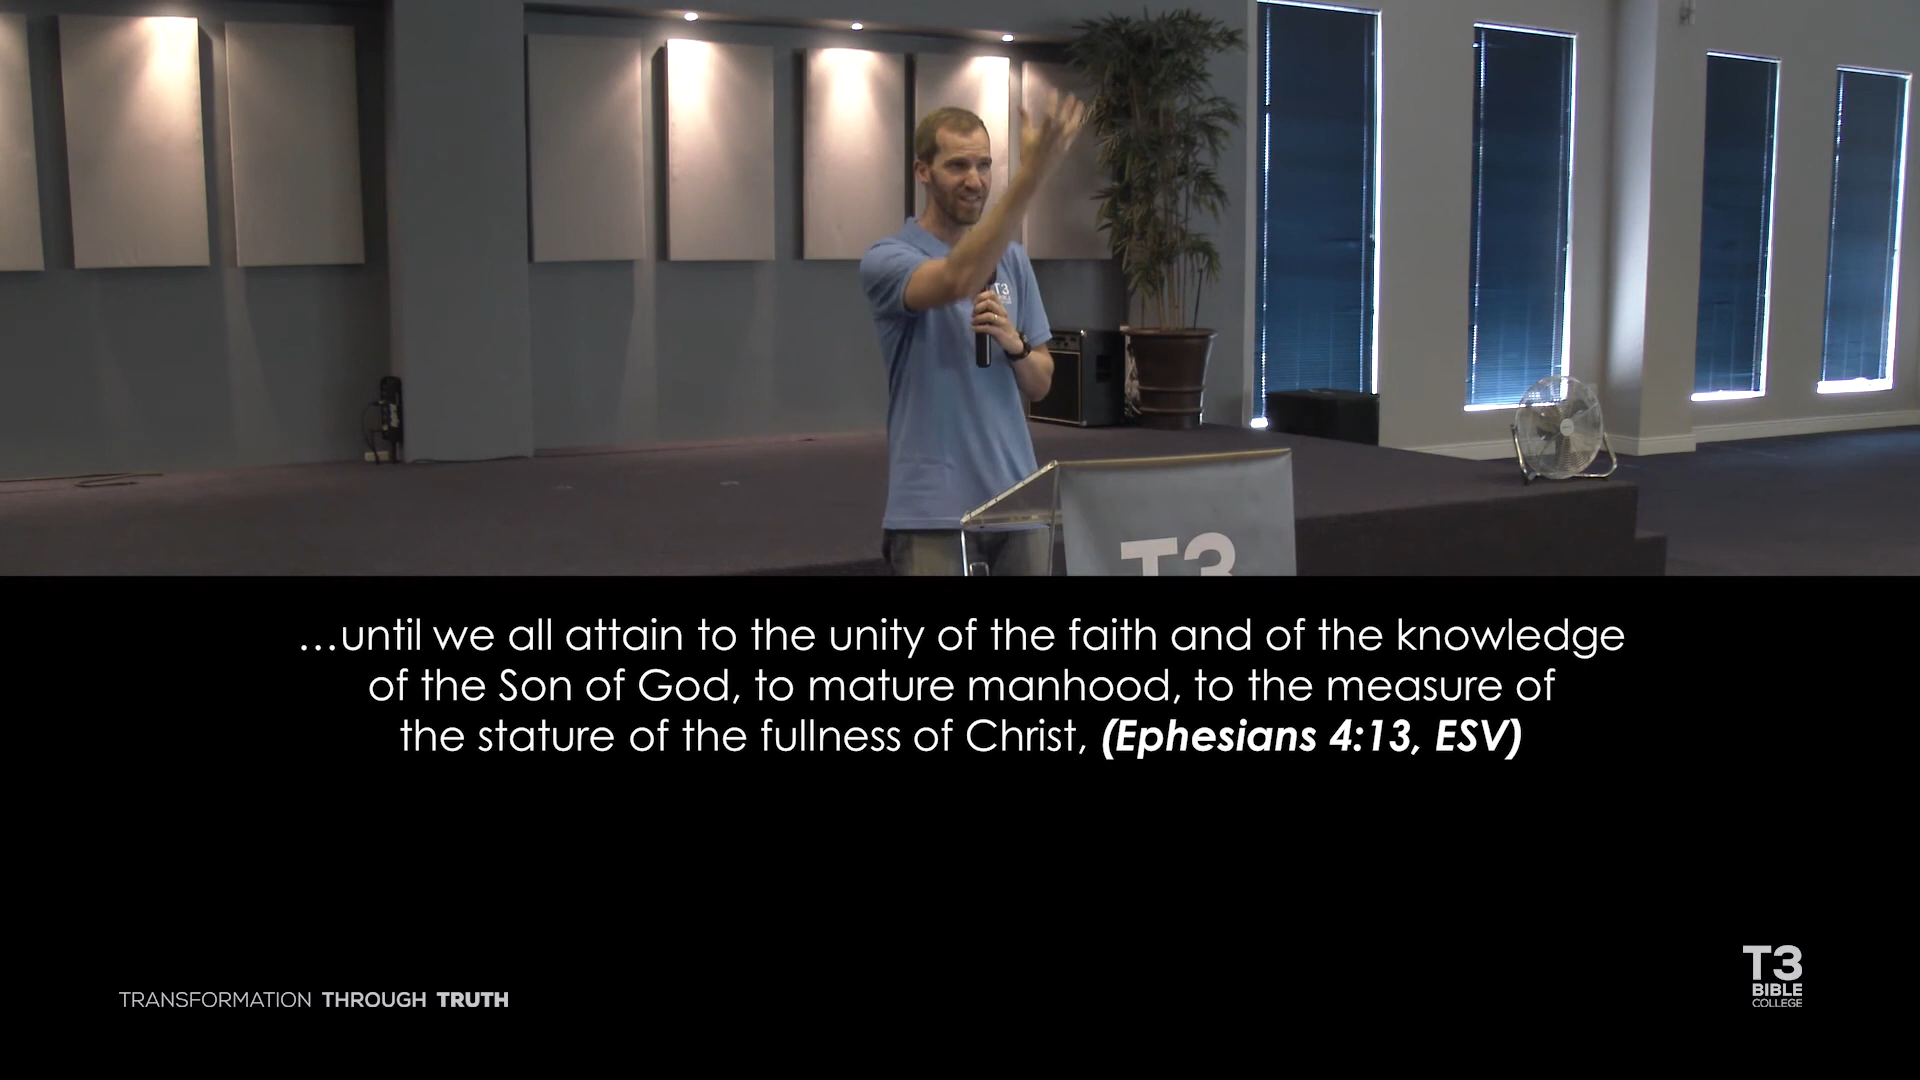 T3
T3
…until we all attain to the unity of the faith and of the knowledge
of the Son of God, to mature manhood, to the measure of
the stature of the fullness of Christ, (Ephesians 4:13, ESV)
TRANSFORMATION THROUGH TRUTH
T3
BIBLE
COLLEGE